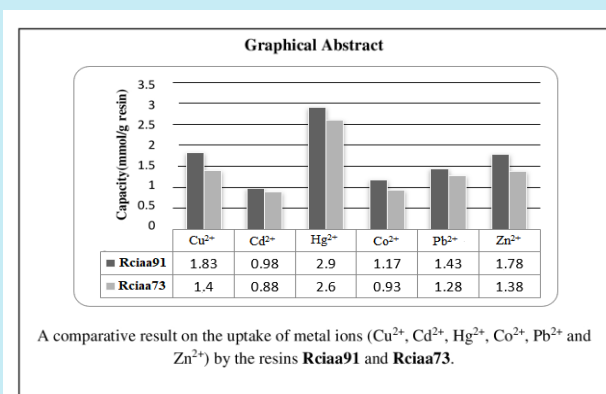 Graphical Abstract
Capacity(mmol/g resin)
3.5
3
2.5
2
1.5
1
0.5
0
Cu²⁺ Cd²⁺ Hg²⁺ Co²⁺ Pb²⁺ Zn²⁺
Rciaa91 1.83 0.98 2.9 1.17 1.43 1.78
Rciaa73 1.4 0.88 2.6 0.93 1.28 1.38
A comparative result on the uptake of metal ions (Cu²⁺, Cd²⁺, Hg²⁺, Co²⁺, Pb²⁺ and
Zn²⁺) by the resins Rciaa91 and Rciaa73.